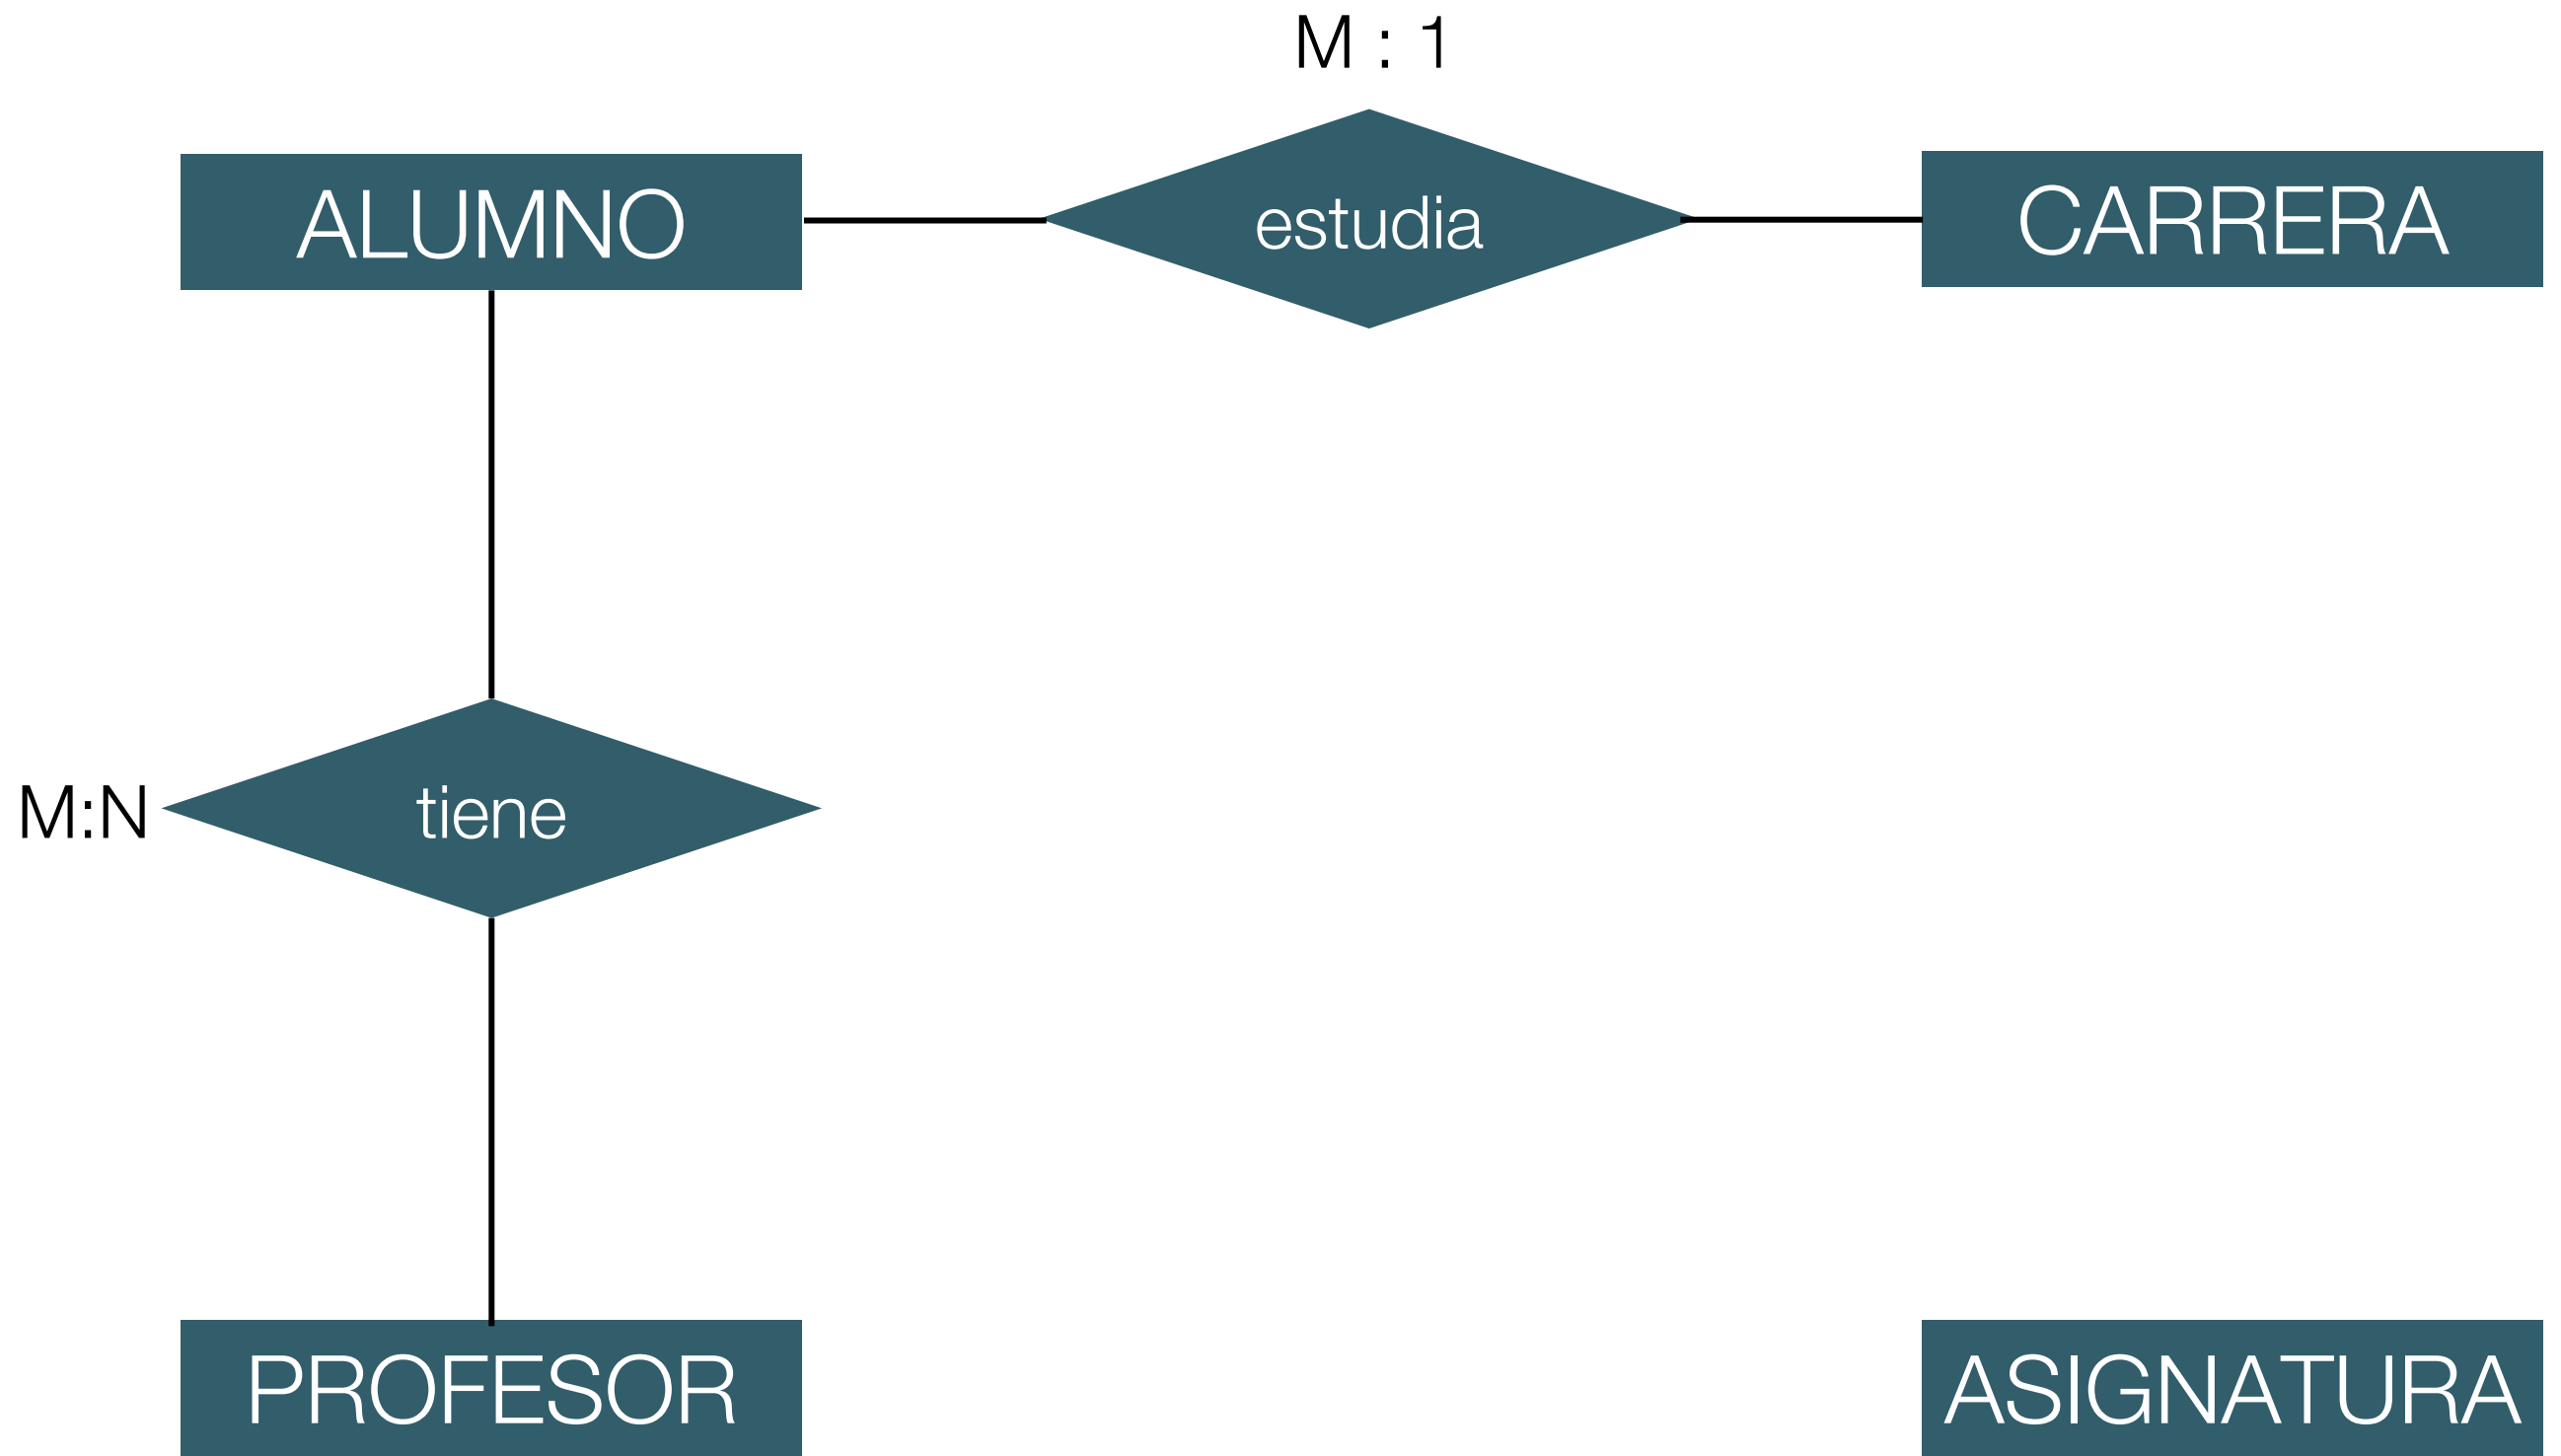 M : 1
ALUMNO
estudia
CARRERA
M:N
tiene
PROFESOR
ASIGNATURA